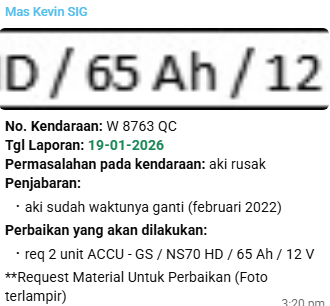 Mas Kevin SIG
HD / 65 Ah / 12
No. Kendaraan: W 8763 QC
Tgl Laporan: 19-01-2026
Permasalahan pada kendaraan: aki rusak
Penjabaran:
· aki sudah waktunya ganti (februari 2022)
Perbaikan yang akan dilakukan:
· req 2 unit ACCU - GS / NS70 HD / 65 Ah / 12 V
**Request Material Untuk Perbaikan (Foto
terlampir)
3:20 pm